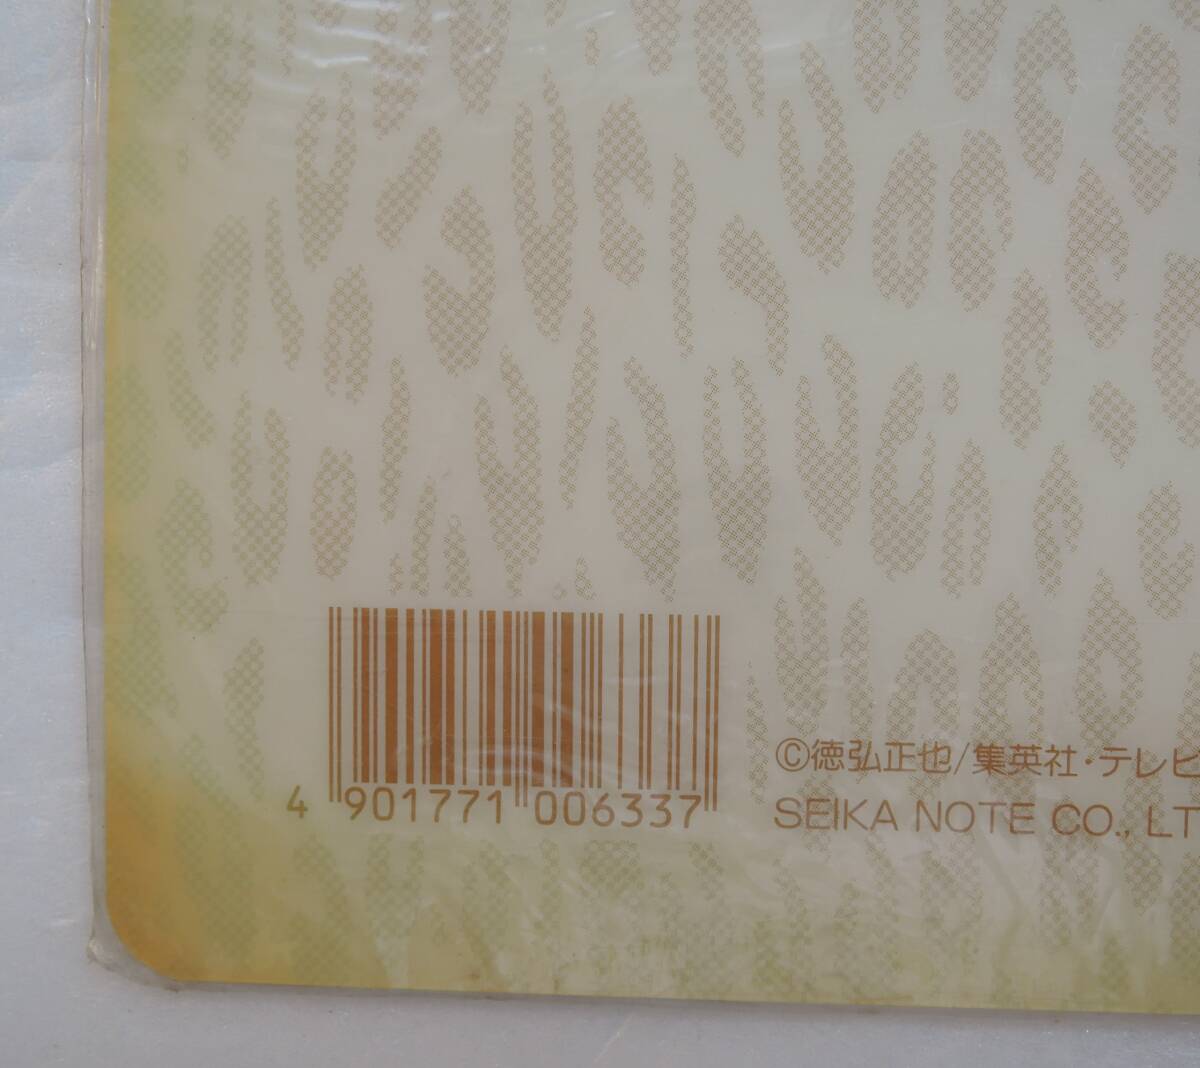 4 901771 006337
©徳弘正也/集英社・テレビ
SEIKA NOTE CO., LT